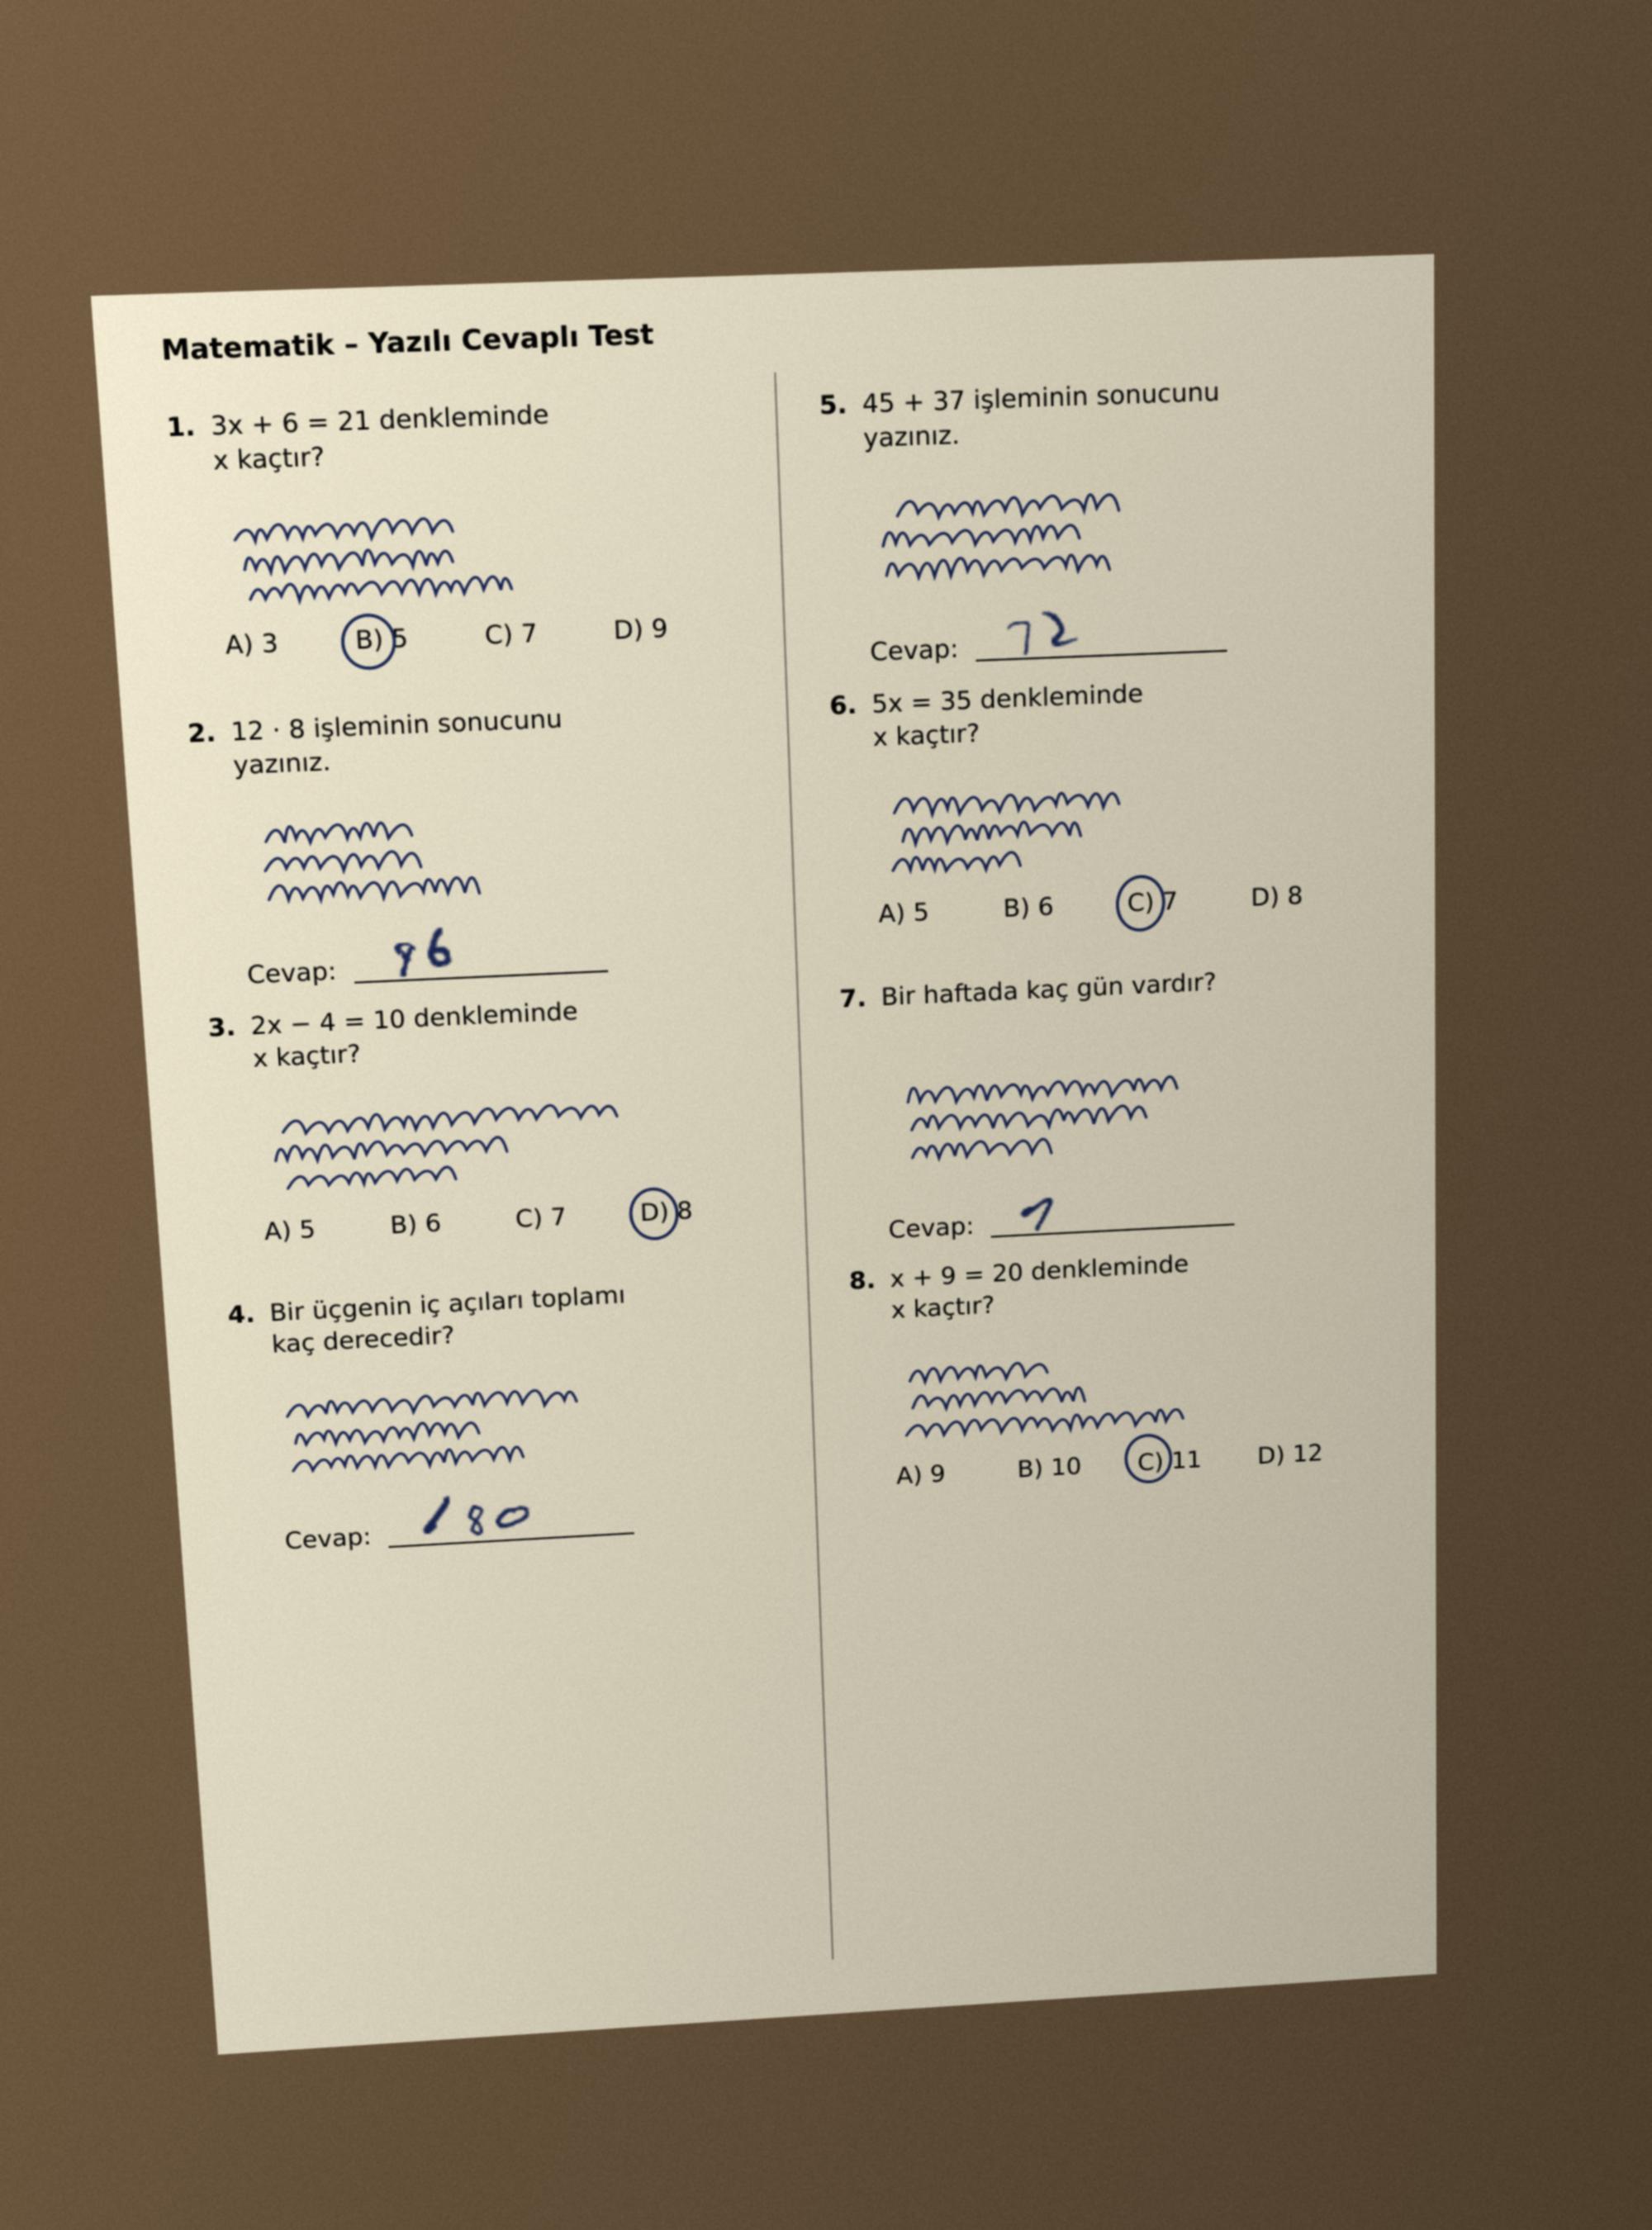 Matematik – Yazılı Cevaplı Test
1. 3x + 6 = 21 denkleminde
x kaçtır?
A) 3 B) 5 C) 7 D) 9
2. 12 · 8 işleminin sonucunu
yazınız.
Cevap: 96
3. 2x − 4 = 10 denkleminde
x kaçtır?
A) 5 B) 6 C) 7 D) 8
4. Bir üçgenin iç açıları toplamı
kaç derecedir?
Cevap: 180
5. 45 + 37 işleminin sonucunu
yazınız.
Cevap: 72
6. 5x = 35 denkleminde
x kaçtır?
A) 5 B) 6 C) 7 D) 8
7. Bir haftada kaç gün vardır?
Cevap: 7
8. x + 9 = 20 denkleminde
x kaçtır?
A) 9 B) 10 C) 11 D) 12